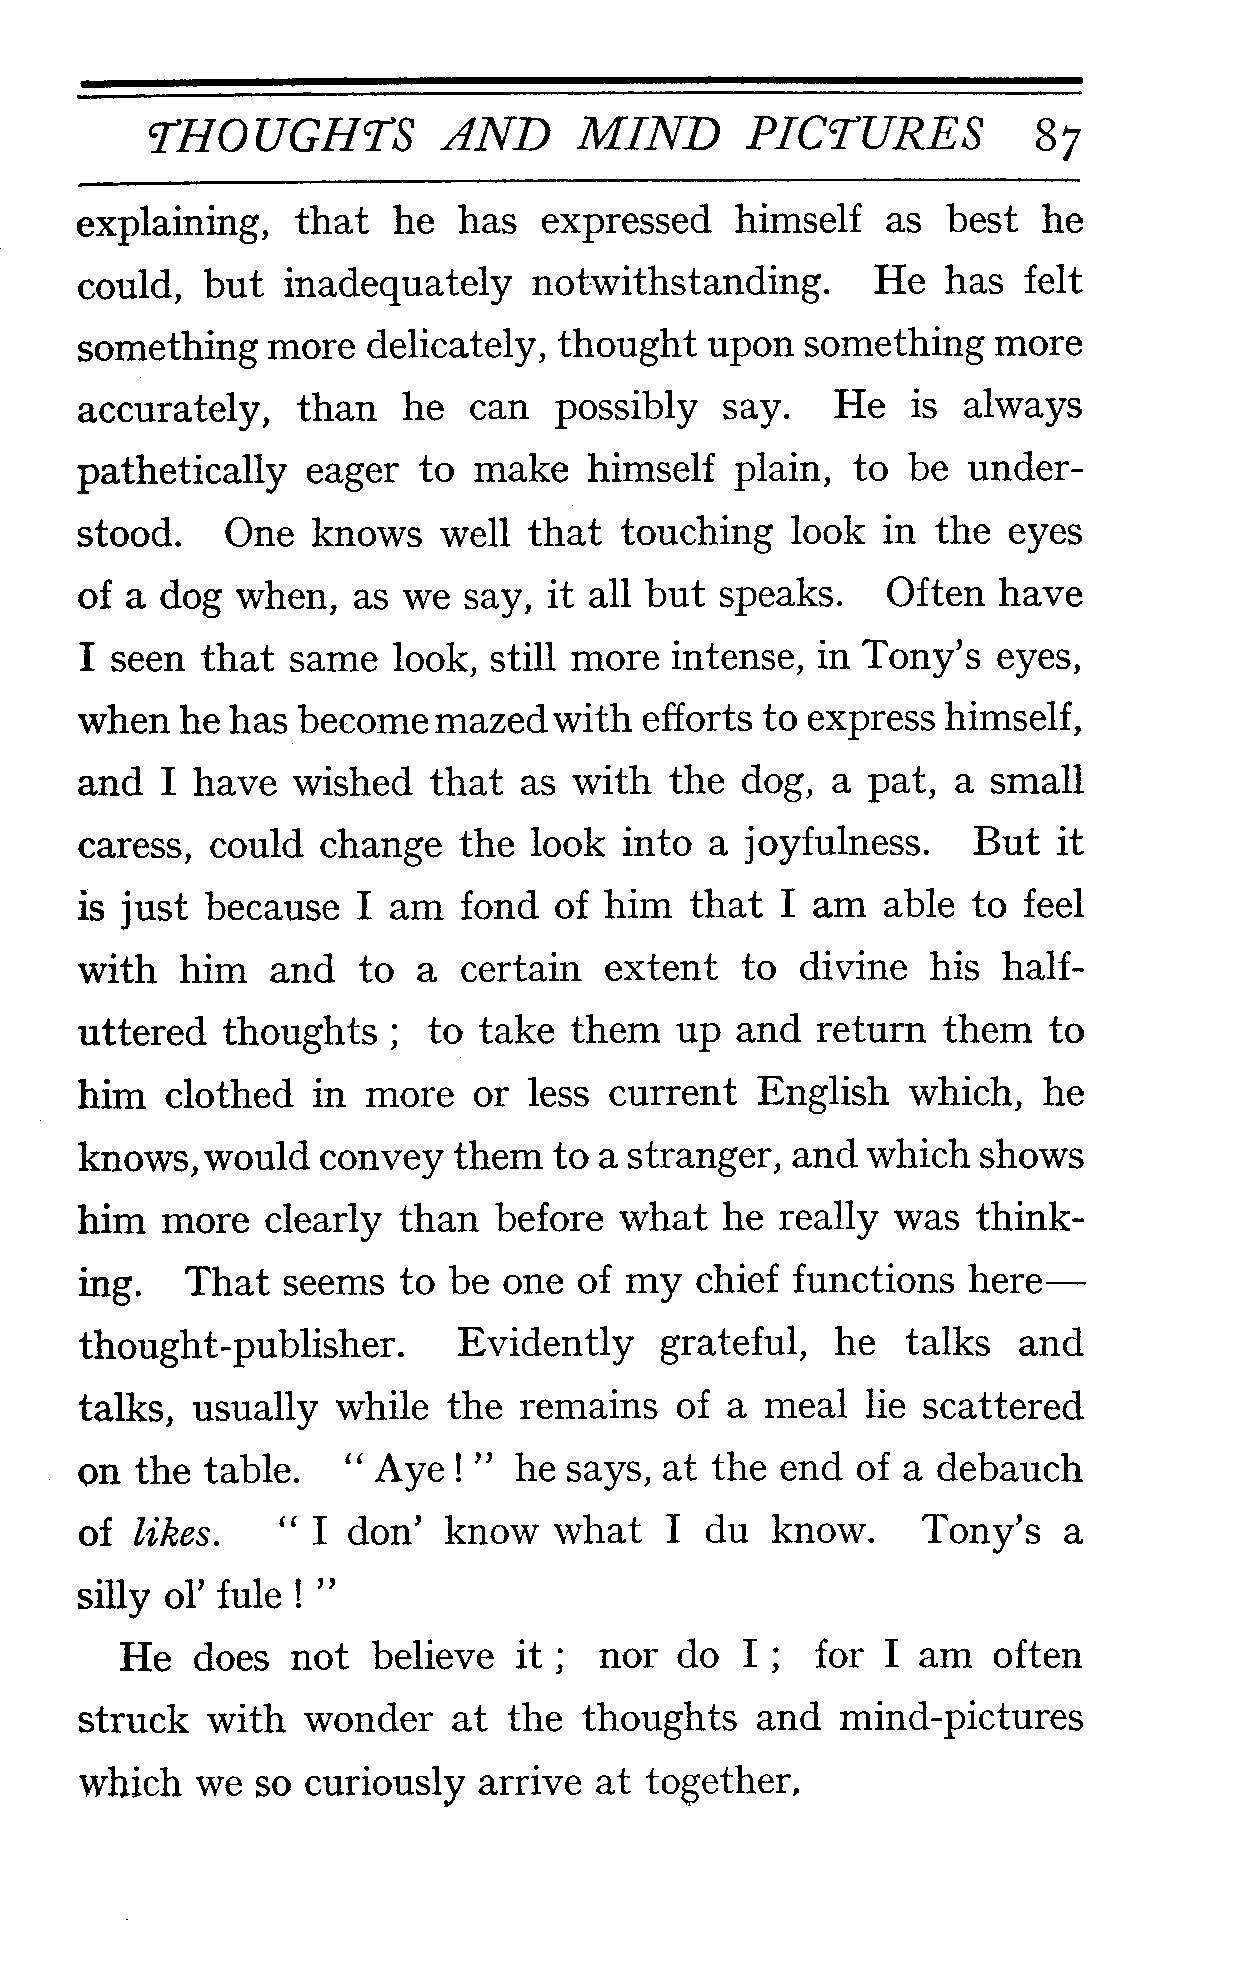 THOUGHTS AND MIND PICTURES 87
explaining, that he has expressed himself as best he
could, but inadequately notwithstanding. He has felt
something more delicately, thought upon something more
accurately, than he can possibly say. He is always
pathetically eager to make himself plain, to be under-
stood. One knows well that touching look in the eyes
of a dog when, as we say, it all but speaks. Often have
I seen that same look, still more intense, in Tony's eyes,
when he has become mazed with efforts to express himself,
and I have wished that as with the dog, a pat, a small
caress, could change the look into a joyfulness. But it
is just because I am fond of him that I am able to feel
with him and to a certain extent to divine his half-
uttered thoughts ; to take them up and return them to
him clothed in more or less current English which, he
knows, would convey them to a stranger, and which shows
him more clearly than before what he really was think-
ing. That seems to be one of my chief functions here—
thought-publisher. Evidently grateful, he talks and
talks, usually while the remains of a meal lie scattered
on the table. " Aye ! " he says, at the end of a debauch
of likes. " I don' know what I du know. Tony's a
silly ol' fule ! "
He does not believe it ; nor do I ; for I am often
struck with wonder at the thoughts and mind-pictures
which we so curiously arrive at together.